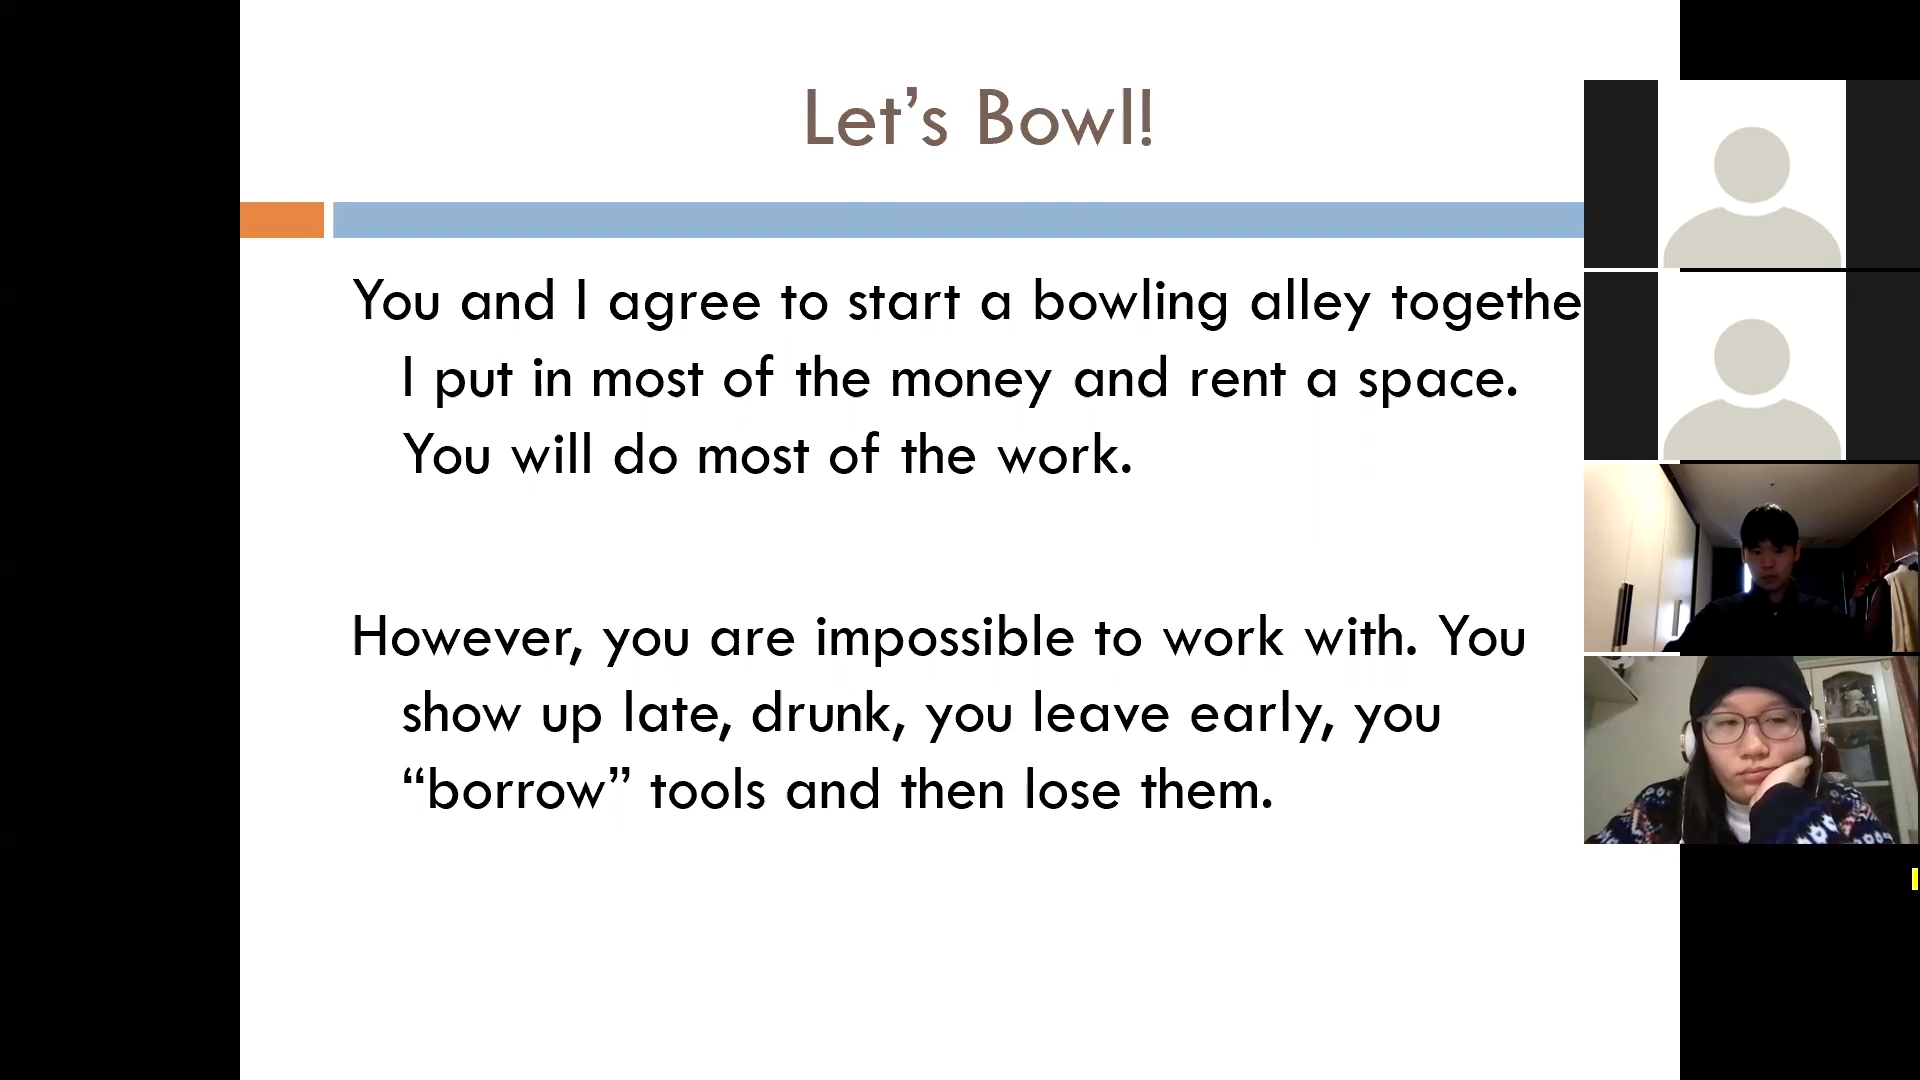 Let’s Bowl!
You and I agree to start a bowling alley togethe
I put in most of the money and rent a space.
You will do most of the work.
However, you are impossible to work with. You
show up late, drunk, you leave early, you
“borrow” tools and then lose them.